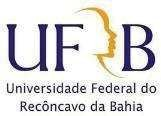 UFRB
Universidade Federal do
Recôncavo da Bahia